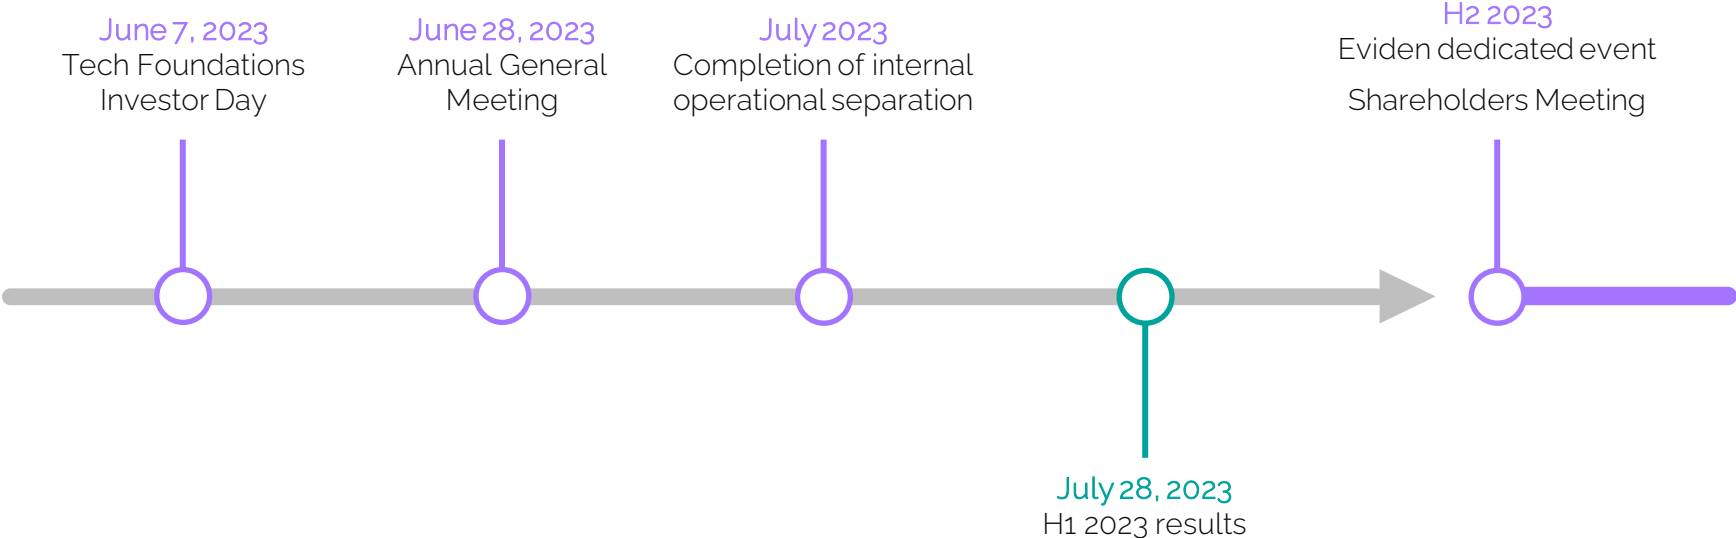 June 7, 2023
Tech Foundations
Investor Day
June 28, 2023
Annual General
Meeting
July 2023
Completion of internal
operational separation
H2 2023
Eviden dedicated event
Shareholders Meeting
July 28, 2023
H1 2023 results